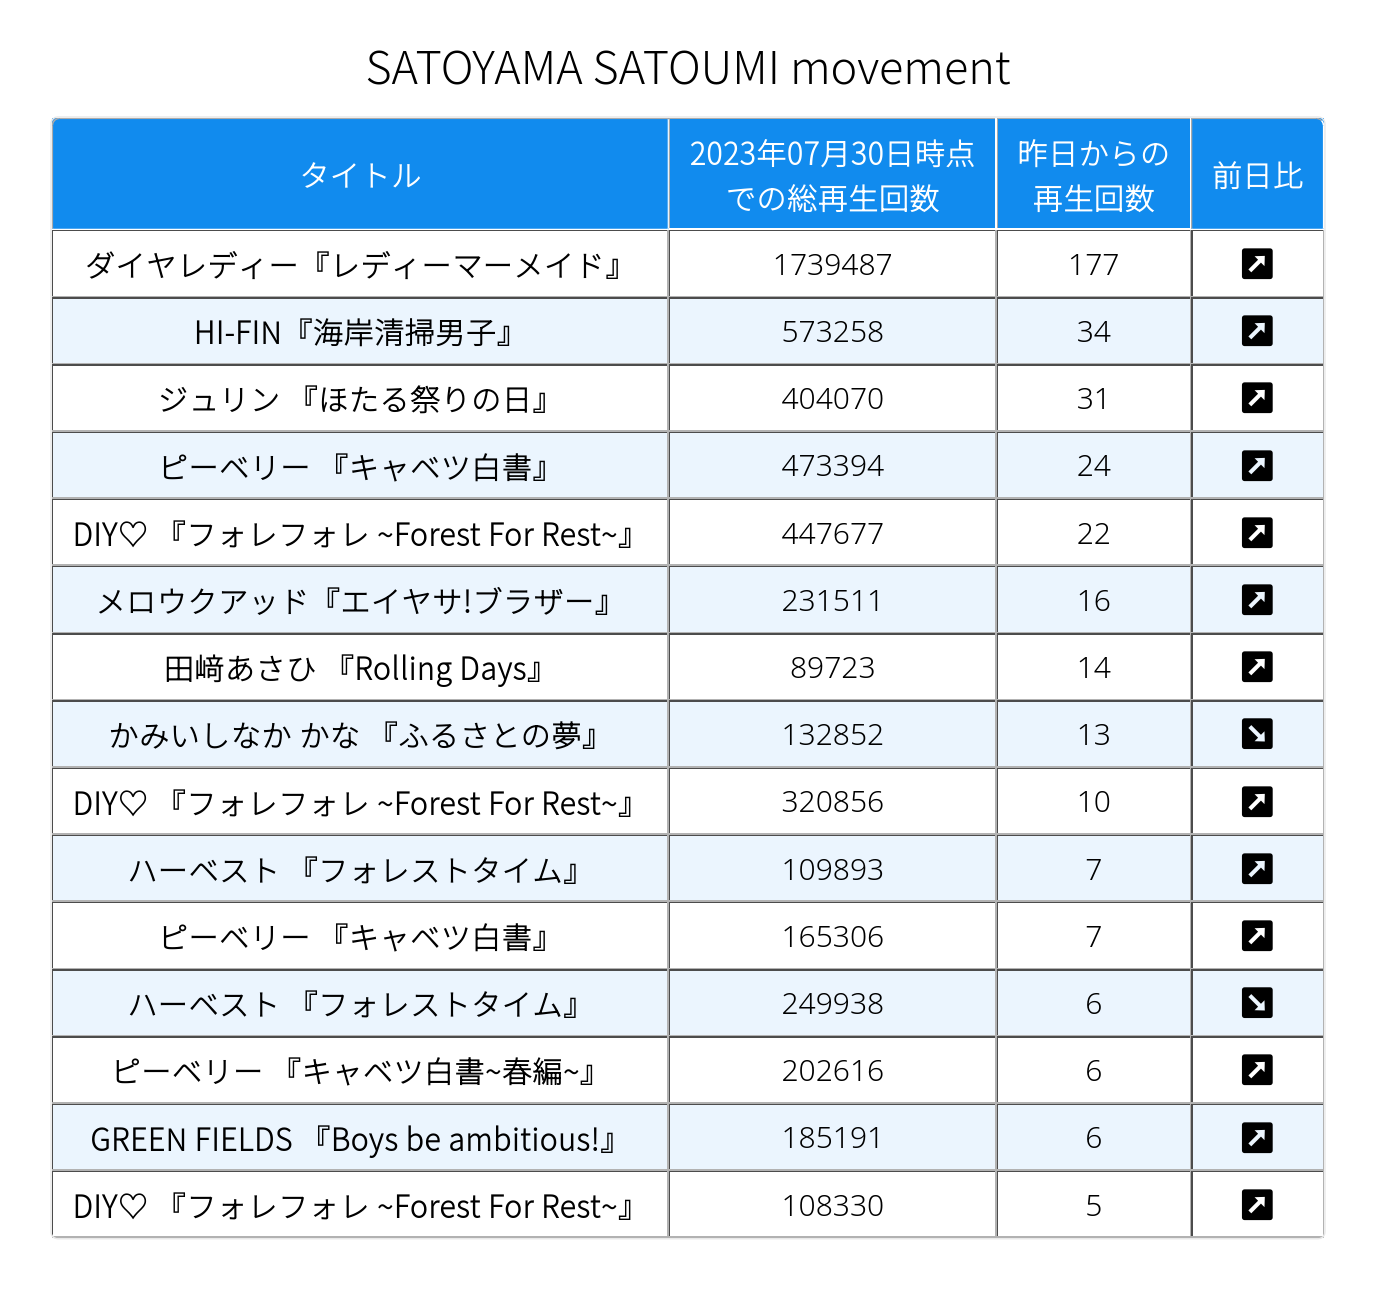 SATOYAMA SATOUMI movement
タイトル 2023年07月30日時点での総再生回数 昨日からの再生回数 前日比
ダイヤレディー『レディーマーメイド』 1739487 177
HI-FIN『海岸清掃男子』 573258 34
ジュリン 『ほたる祭りの日』 404070 31
ピーベリー 『キャベツ白書』 473394 24
DIY♡ 『フォレフォレ ~Forest For Rest~』 447677 22
メロウクアッド『エイヤサ!ブラザー』 231511 16
田﨑あさひ 『Rolling Days』 89723 14
かみいしなか かな 『ふるさとの夢』 132852 13
DIY♡ 『フォレフォレ ~Forest For Rest~』 320856 10
ハーベスト 『フォレストタイム』 109893 7
ピーベリー 『キャベツ白書』 165306 7
ハーベスト 『フォレストタイム』 249938 6
ピーベリー 『キャベツ白書~春編~』 202616 6
GREEN FIELDS 『Boys be ambitious!』 185191 6
DIY♡ 『フォレフォレ ~Forest For Rest~』 108330 5